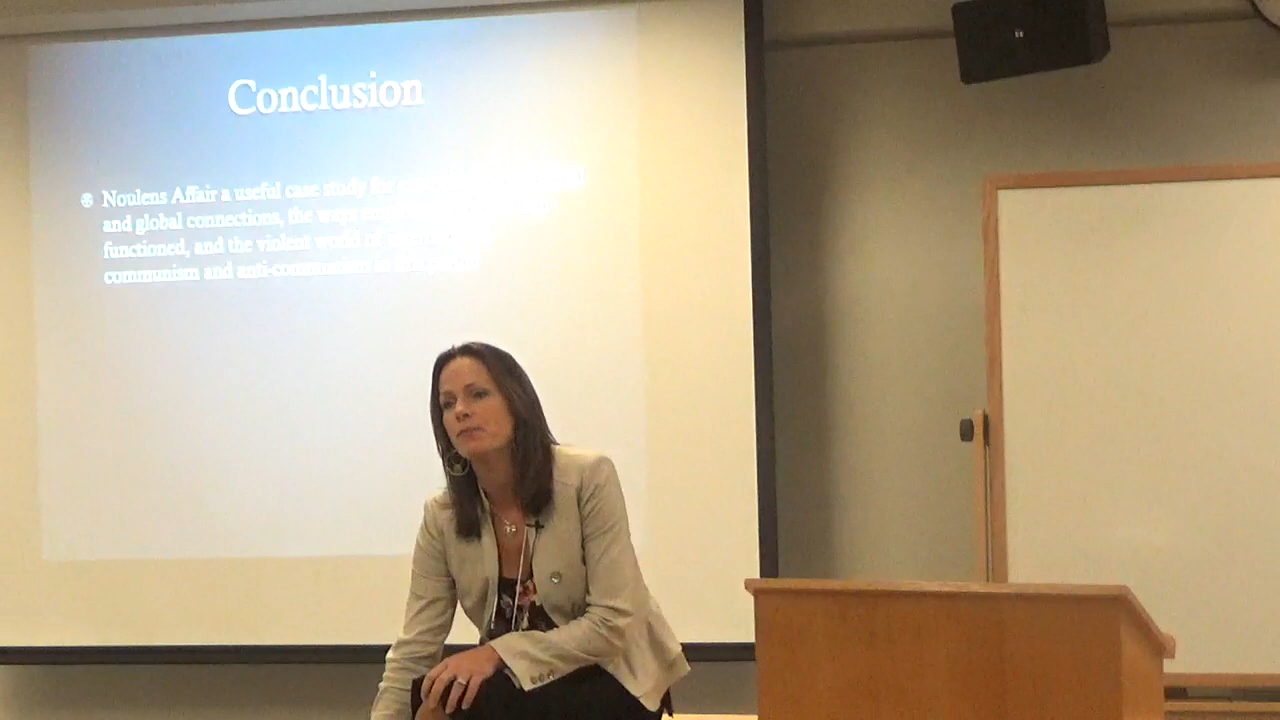 Conclusion
Noulens Affair a useful case study for
and global connections, the ways
functioned, and the violent world of
communism and anti-communism in